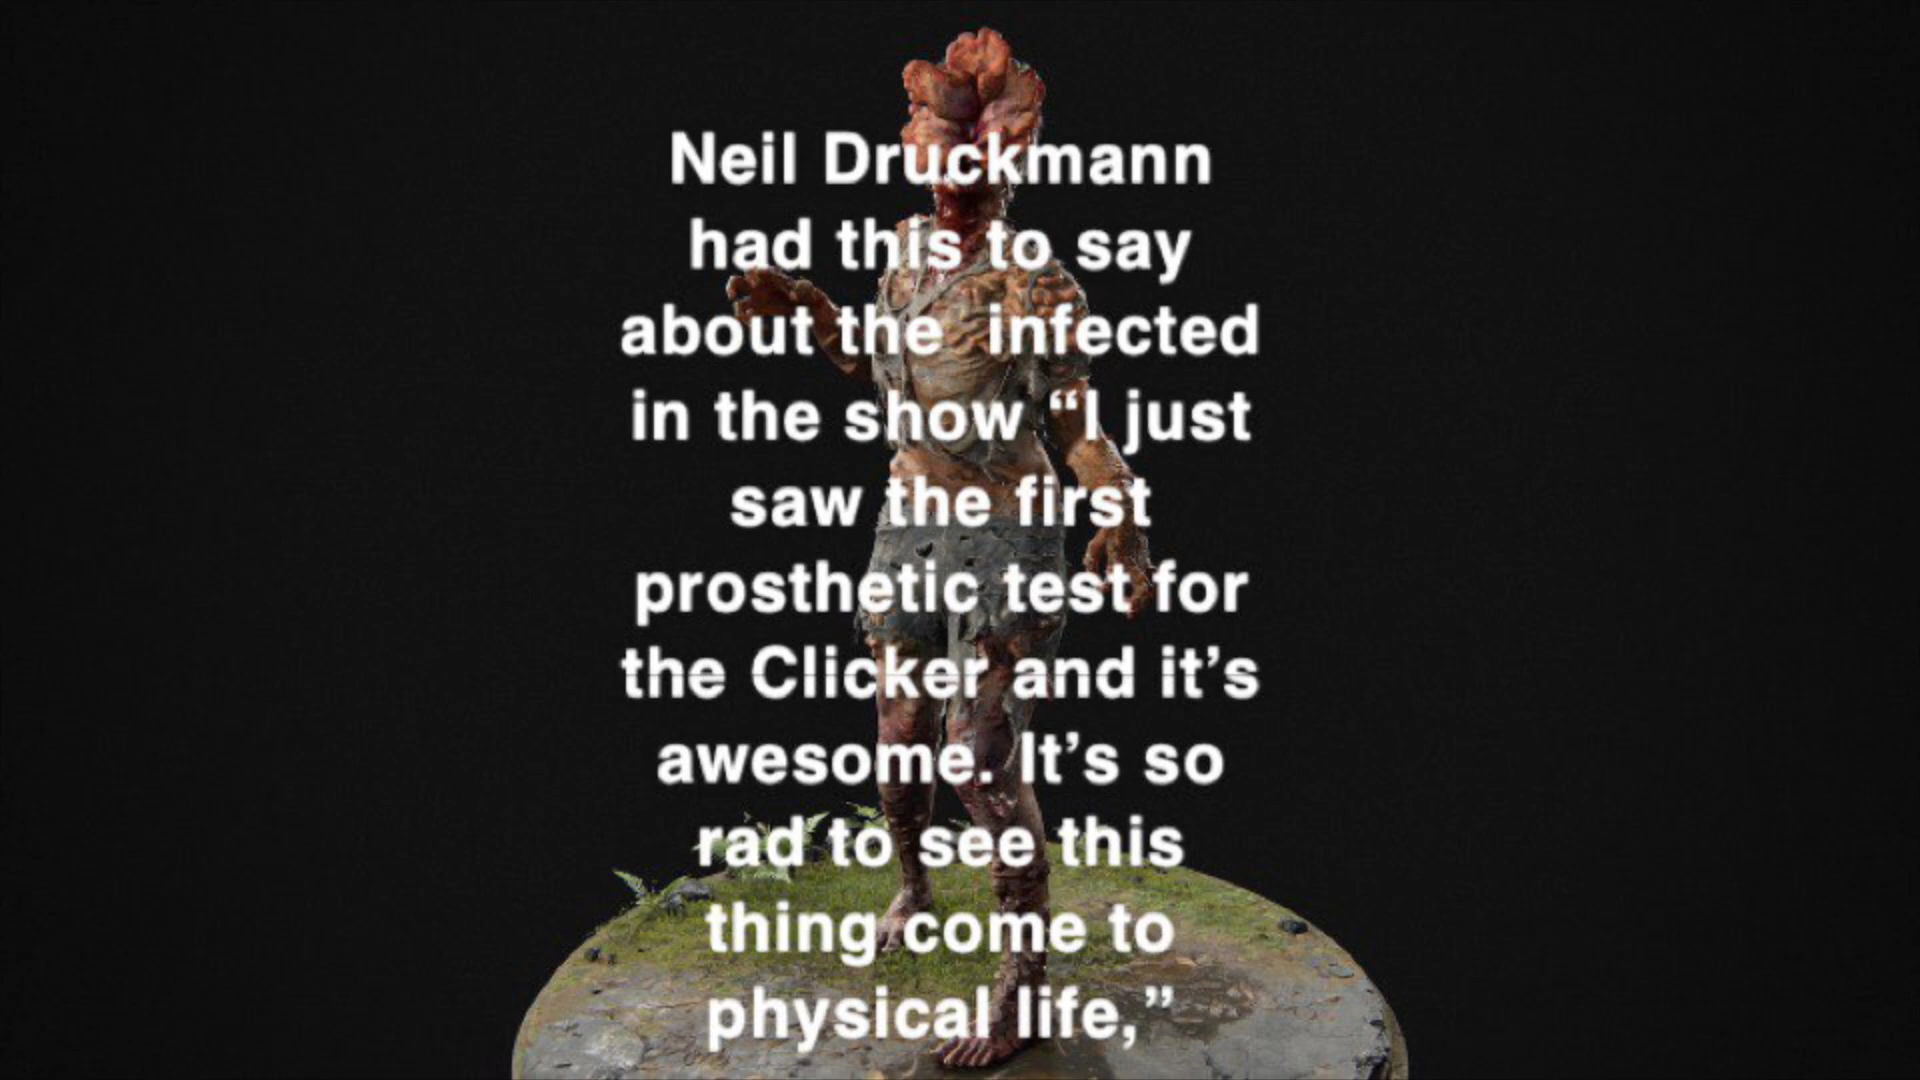 Neil Druckmann
had this to say
about the  infected
in the show “I just
saw the first
prosthetic test for
the Clicker and it’s
awesome. It’s so
rad to see this
thing come to
physical life,”